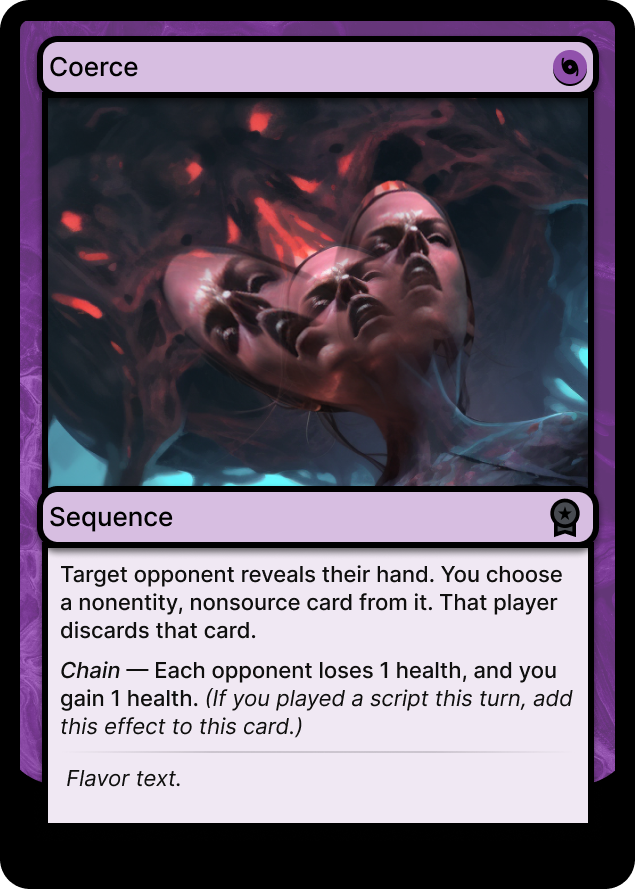 Coerce
Sequence
Target opponent reveals their hand. You choose
a nonentity, nonsource card from it. That player
discards that card.
Chain — Each opponent loses 1 health, and you
gain 1 health. (If you played a script this turn, add
this effect to this card.)
Flavor text.